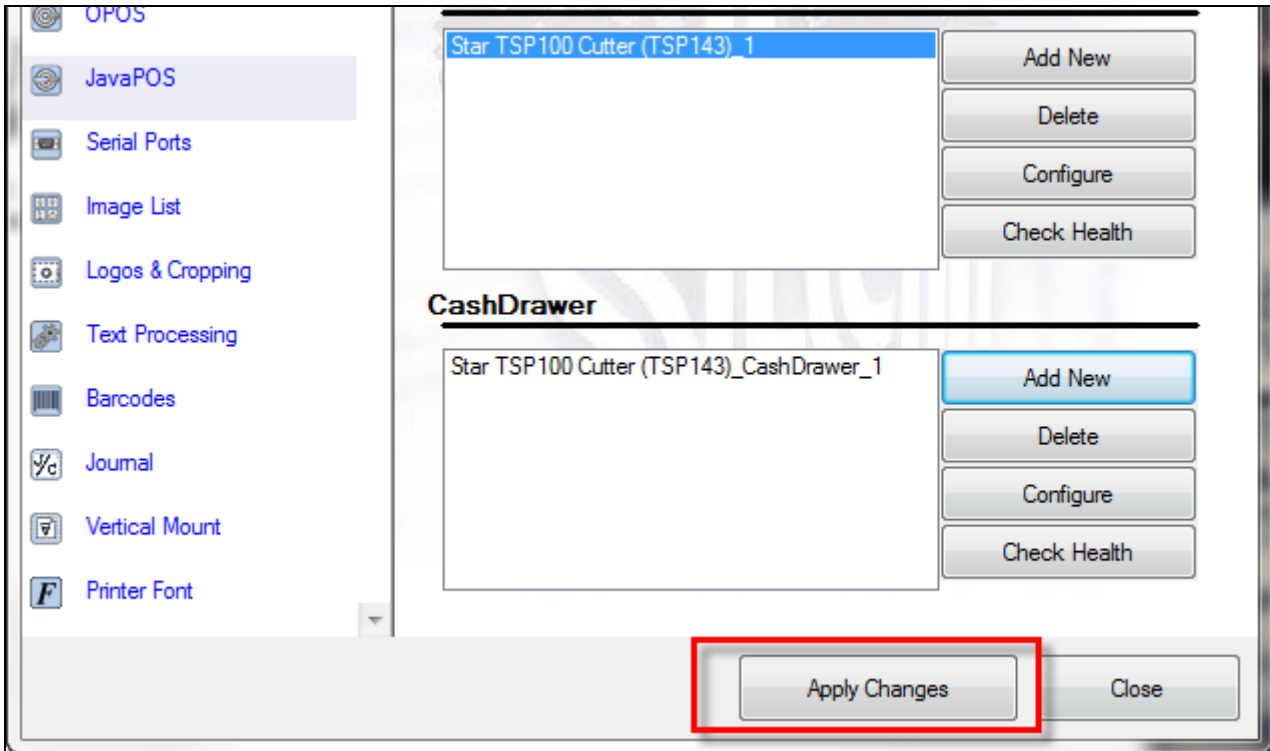 OPOS
JavaPOS
Serial Ports
Image List
Logos & Cropping
Text Processing
Barcodes
Journal
Vertical Mount
Printer Font
Star TSP100 Cutter (TSP143)_1
Add New
Delete
Configure
Check Health
CashDrawer
Star TSP100 Cutter (TSP143)_CashDrawer_1
Add New
Delete
Configure
Check Health
Apply Changes
Close